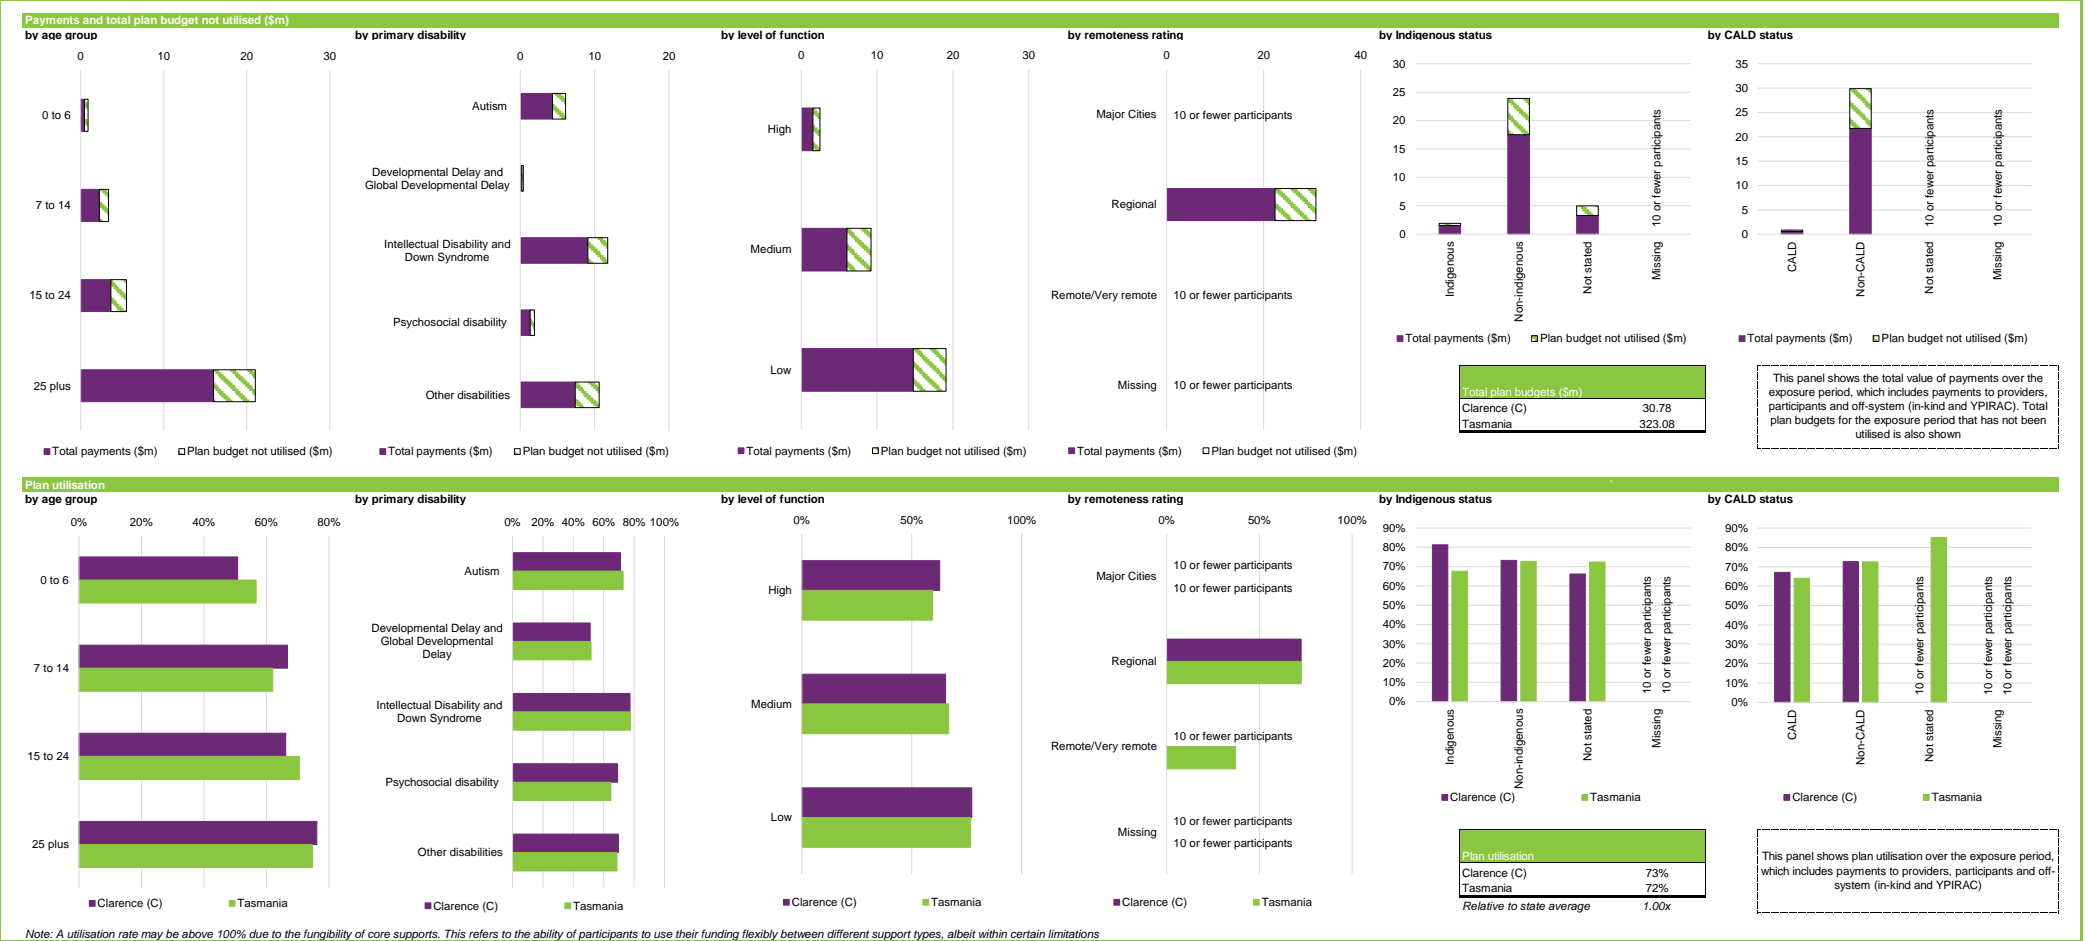 Payments and total plan budget not utilised ($m)
by age group
0 10 20 30
0 to 6
7 to 14
15 to 24
25 plus
Total payments ($m) Plan budget not utilised ($m)
by primary disability
0 10 20
Autism
Developmental Delay and
Global Developmental Delay
Intellectual Disability and
Down Syndrome
Psychosocial disability
Other disabilities
Total payments ($m) Plan budget not utilised ($m)
by level of function
0 10 20 30
High
Medium
Low
Total payments ($m) Plan budget not utilised ($m)
by remoteness rating
0 20 40
Major Cities 10 or fewer participants
Regional
Remote/Very remote 10 or fewer participants
Missing 10 or fewer participants
Total payments ($m) Plan budget not utilised ($m)
by Indigenous status
30
25
20
15
10
5
0
10 or fewer participants
Indigenous
Non-indigenous
Not stated
Missing
Total payments ($m) Plan budget not utilised ($m)
Total plan budgets ($m)
Clarence (C) 30.78
Tasmania 323.08
by CALD status
35
30
25
20
15
10
5
0
10 or fewer participants
10 or fewer participants
CALD
Non-CALD
Not stated
Missing
Total payments ($m) Plan budget not utilised ($m)
This panel shows the total value of payments over the
exposure period, which includes payments to providers,
participants and off-system (in-kind and YPIRAC). Total
plan budgets for the exposure period that has not been
utilised is also shown
Plan utilisation
by age group
0% 20% 40% 60% 80%
0 to 6
7 to 14
15 to 24
25 plus
Clarence (C) Tasmania
by primary disability
0% 20% 40% 60% 80% 100%
Autism
Developmental Delay and
Global Developmental
Delay
Intellectual Disability and
Down Syndrome
Psychosocial disability
Other disabilities
Clarence (C) Tasmania
by level of function
0% 50% 100%
High
Medium
Low
Clarence (C) Tasmania
by remoteness rating
0% 50% 100%
Major Cities
10 or fewer participants
10 or fewer participants
Regional
Remote/Very remote
10 or fewer participants
Missing
10 or fewer participants
10 or fewer participants
Clarence (C) Tasmania
by Indigenous status
90%
80%
70%
60%
50%
40%
30%
20%
10%
0%
10 or fewer participants
10 or fewer participants
Indigenous
Non-indigenous
Not stated
Missing
Clarence (C) Tasmania
Plan utilisation
Clarence (C) 73%
Tasmania 72%
Relative to state average 1.00x
by CALD status
90%
80%
70%
60%
50%
40%
30%
20%
10%
0%
10 or fewer participants
10 or fewer participants
10 or fewer participants
CALD
Non-CALD
Not stated
Missing
Clarence (C) Tasmania
This panel shows plan utilisation over the exposure period,
which includes payments to providers, participants and off-
system (in-kind and YPIRAC)
Note: A utilisation rate may be above 100% due to the fungibility of core supports. This refers to the ability of participants to use their funding flexibly between different support types, albeit within certain limitations